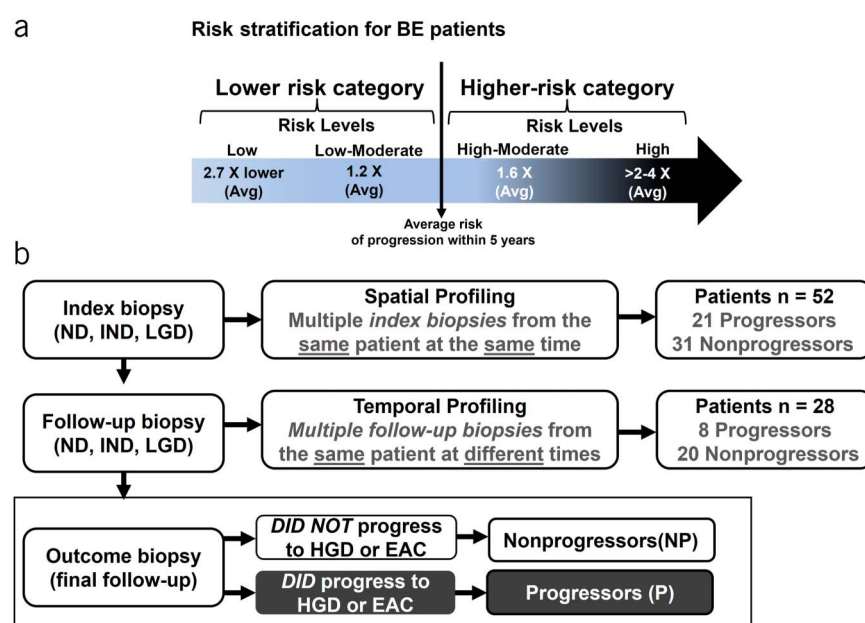 a
Risk stratification for BE patients
Lower risk category
Higher-risk category
Risk Levels
Risk Levels
Low
Low-Moderate
High-Moderate
High
2.7 X lower
(Avg)
1.2 X
(Avg)
1.6 X
(Avg)
>2-4 X
(Avg)
Average risk
of progression within 5 years
b
Index biopsy
(ND, IND, LGD)
Spatial Profiling
Multiple index biopsies from the
same patient at the same time
Patients n = 52
21 Progressors
31 Nonprogressors
Follow-up biopsy
(ND, IND, LGD)
Temporal Profiling
Multiple follow-up biopsies from
the same patient at different times
Patients n = 28
8 Progressors
20 Nonprogressors
Outcome biopsy
(final follow-up)
DID NOT progress
to HGD or EAC
Nonprogressors(NP)
DID progress to
HGD or EAC
Progressors (P)